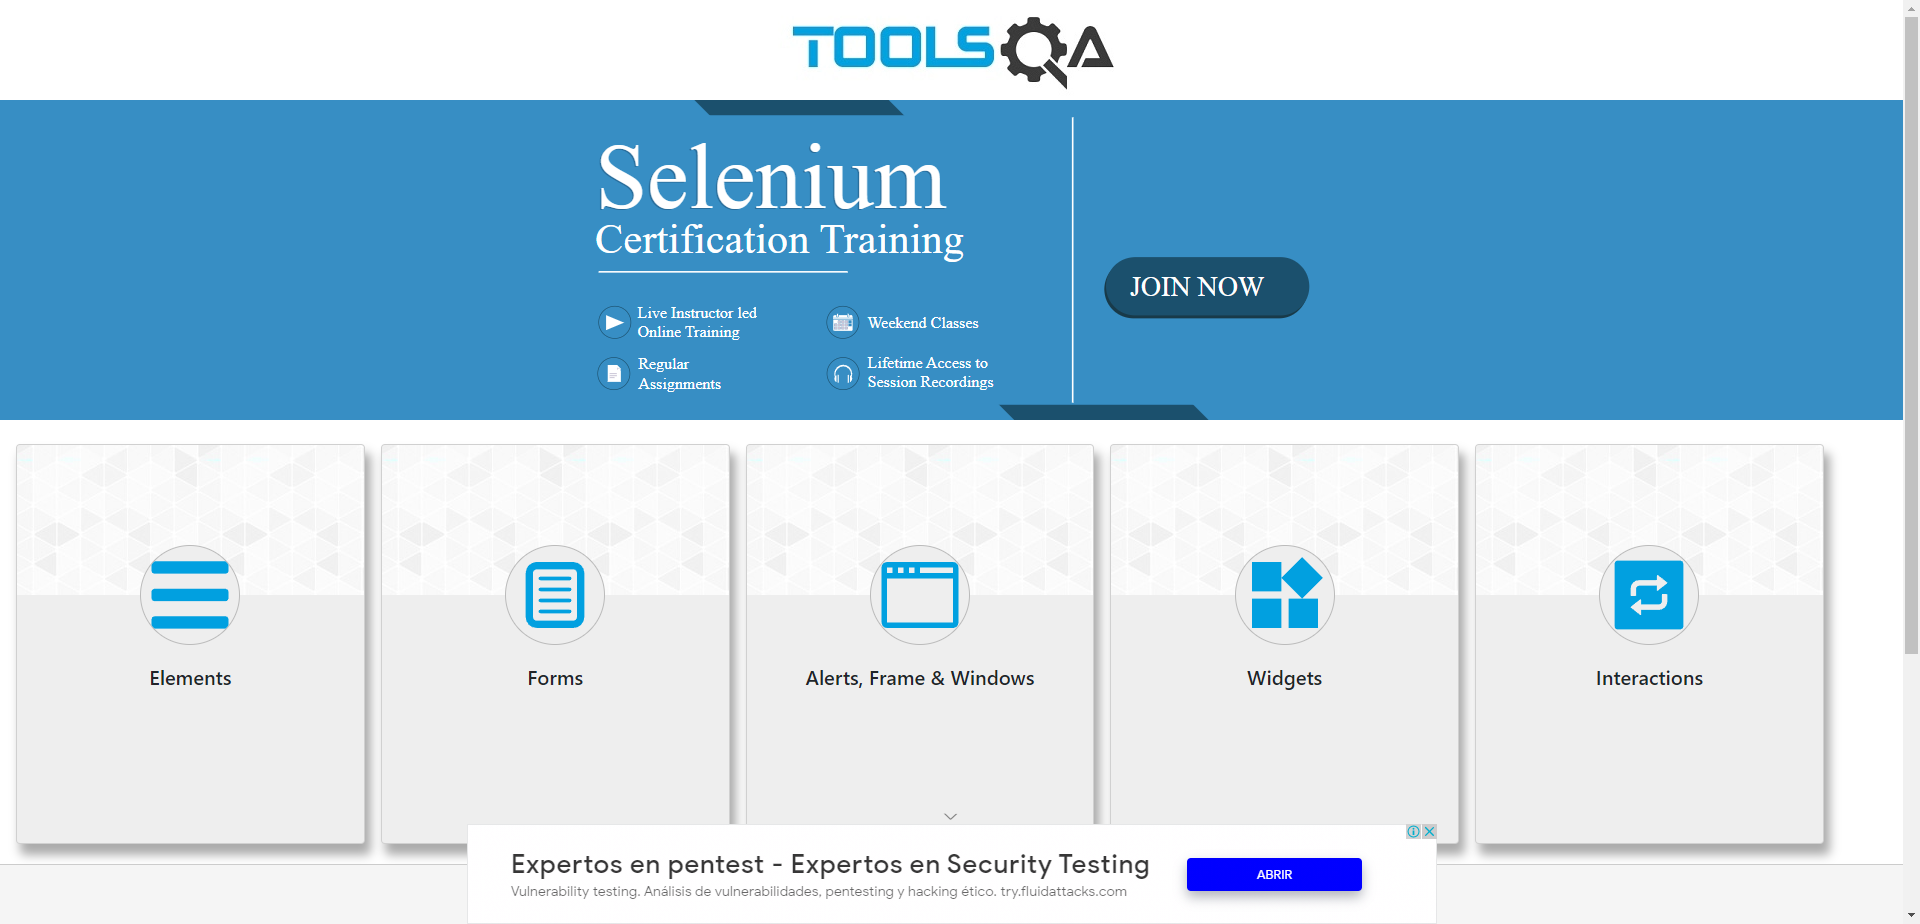 TOOLSQA
Selenium
Certification Training
Live Instructor led
Online Training
Weekend Classes
Regular
Assignments
Lifetime Access to
Session Recordings
JOIN NOW
Elements
Forms
Alerts, Frame & Windows
Widgets
Interactions
Expertos en pentest - Expertos en Security Testing
Vulnerability testing. Análisis de vulnerabilidades, pentesting y hacking ético. try.fluidattacks.com
ABRIR